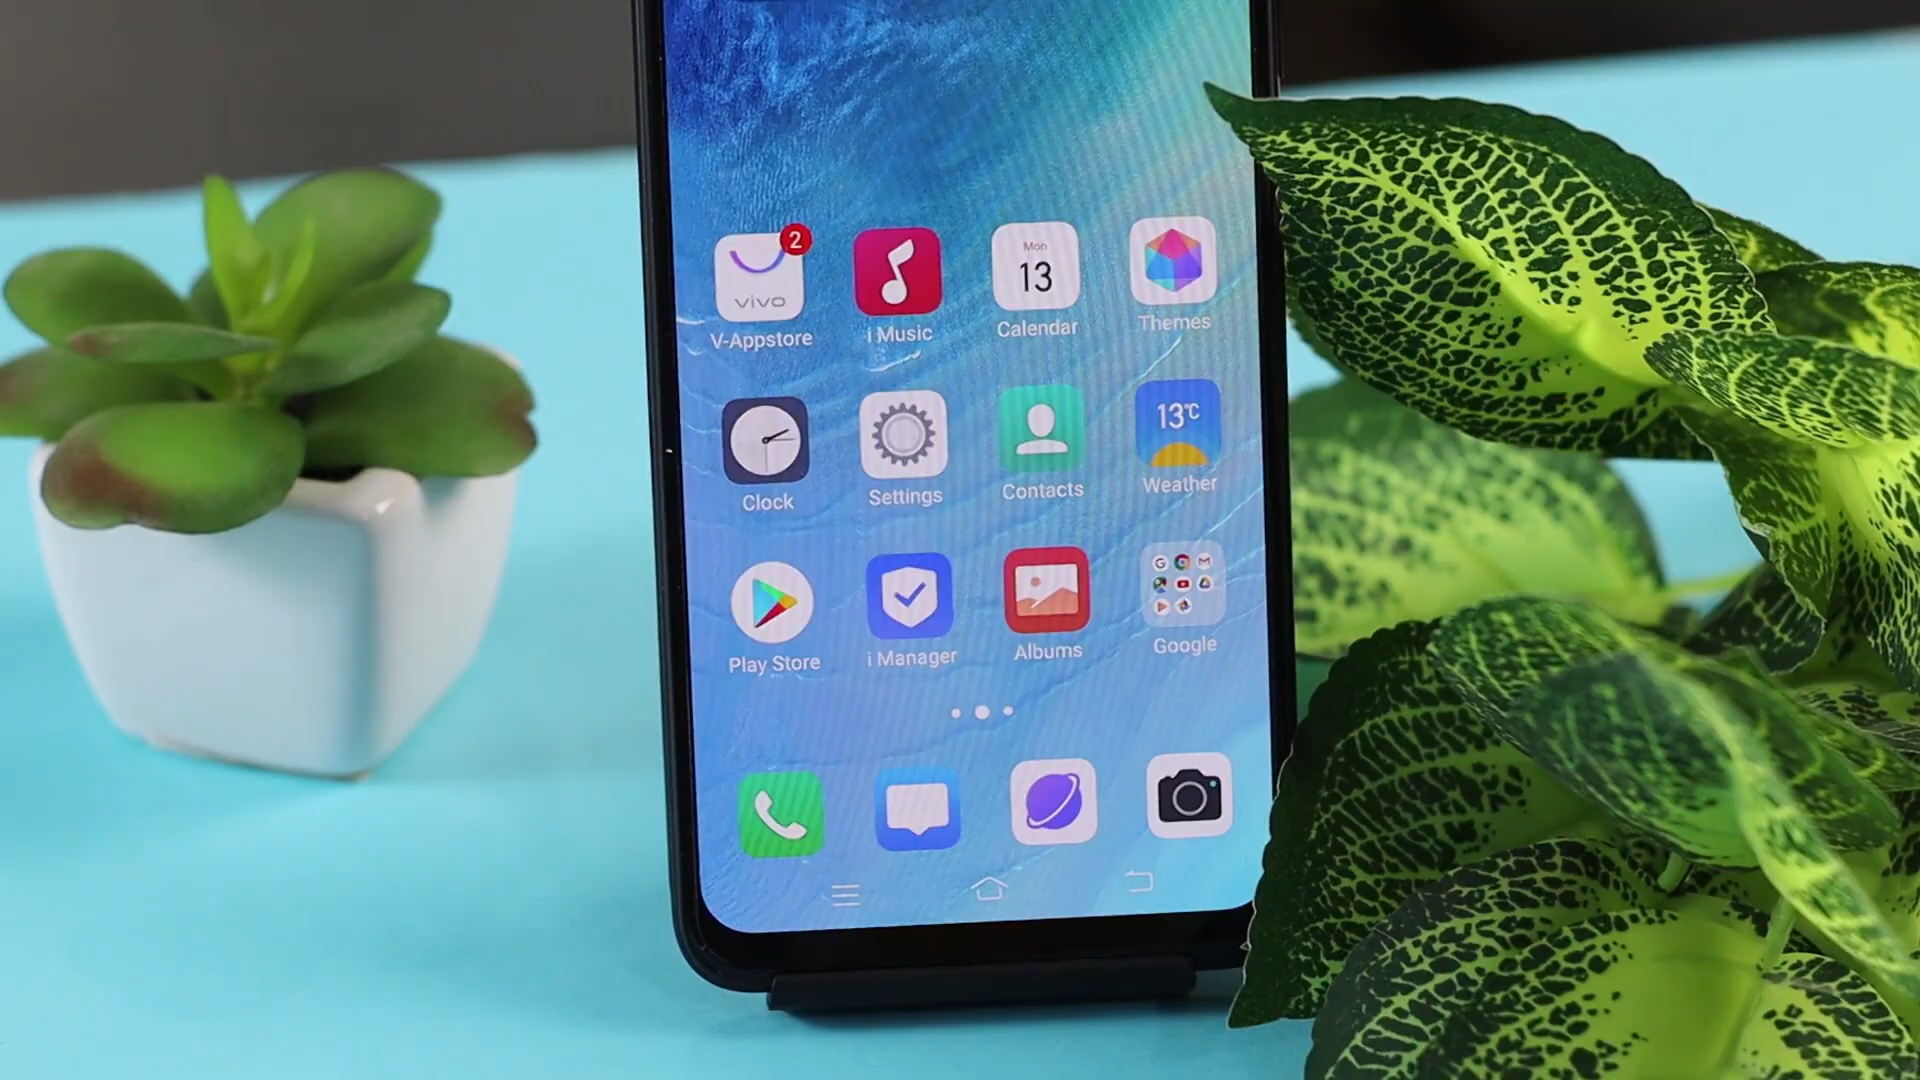 2
vivo
V-Appstore
i Music
Mon
13
Calendar
Themes
Clock
Settings
Contacts
13℃
Weather
Play Store
i Manager
Albums
G
Google